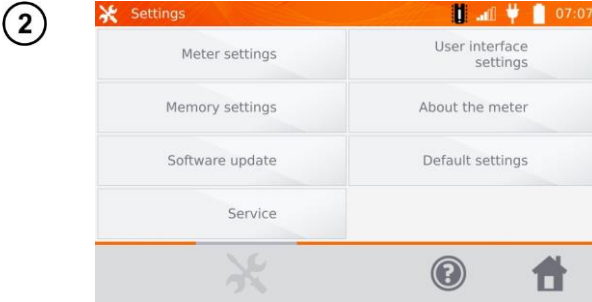 2
Settings
07:07
Meter settings
User interface
settings
Memory settings
About the meter
Software update
Default settings
Service
?